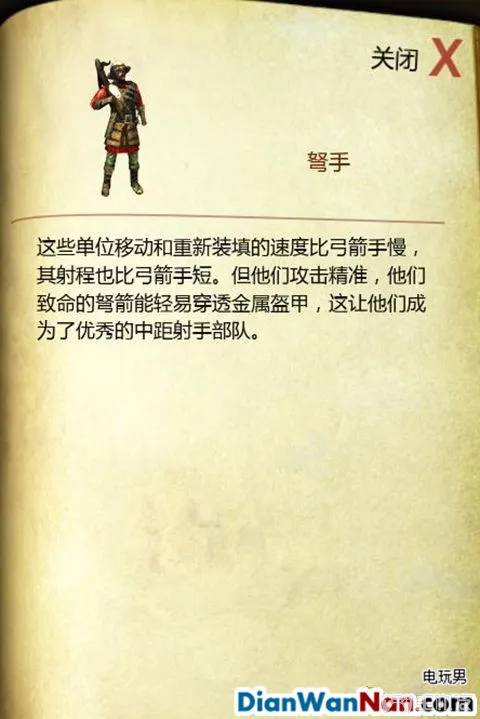 关闭 X
弩手
这些单位移动和重新装填的速度比弓箭手慢，
其射程也比弓箭手短。但他们攻击精准，他们
致命的弩箭能轻易穿透金属盔甲，这让他们成
为了优秀的中距射手部队。
电玩男
DianWanNan.com